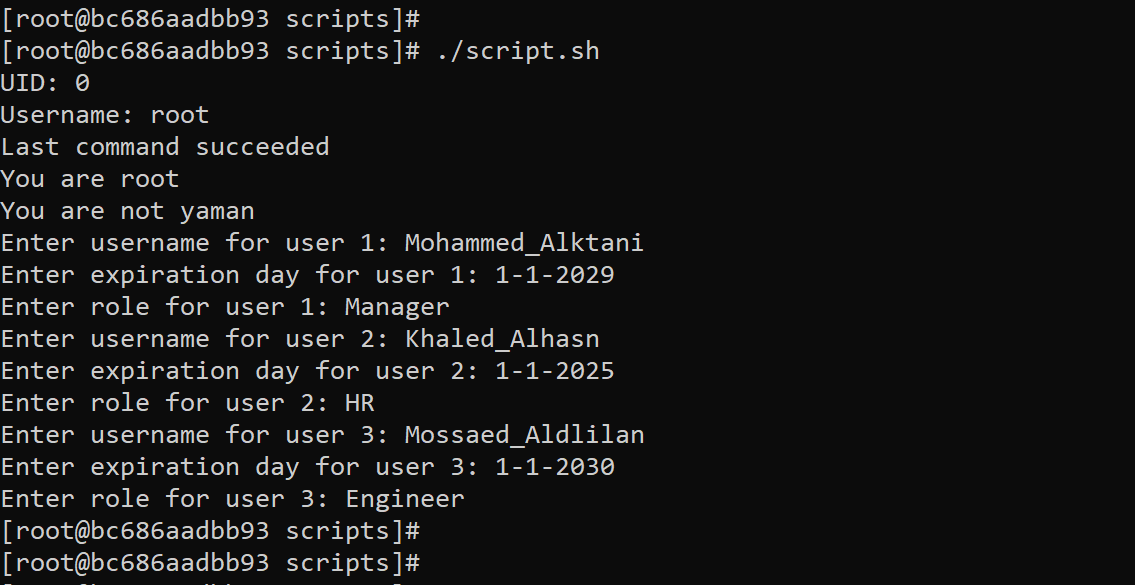 [root@bc686aadbb93 scripts]#
[root@bc686aadbb93 scripts]# ./script.sh
UID: 0
Username: root
Last command succeeded
You are root
You are not yaman
Enter username for user 1: Mohammed_Alktani
Enter expiration day for user 1: 1-1-2029
Enter role for user 1: Manager
Enter username for user 2: Khaled_Alhasn
Enter expiration day for user 2: 1-1-2025
Enter role for user 2: HR
Enter username for user 3: Mossaed_Aldlilan
Enter expiration day for user 3: 1-1-2030
Enter role for user 3: Engineer
[root@bc686aadbb93 scripts]#
[root@bc686aadbb93 scripts]#